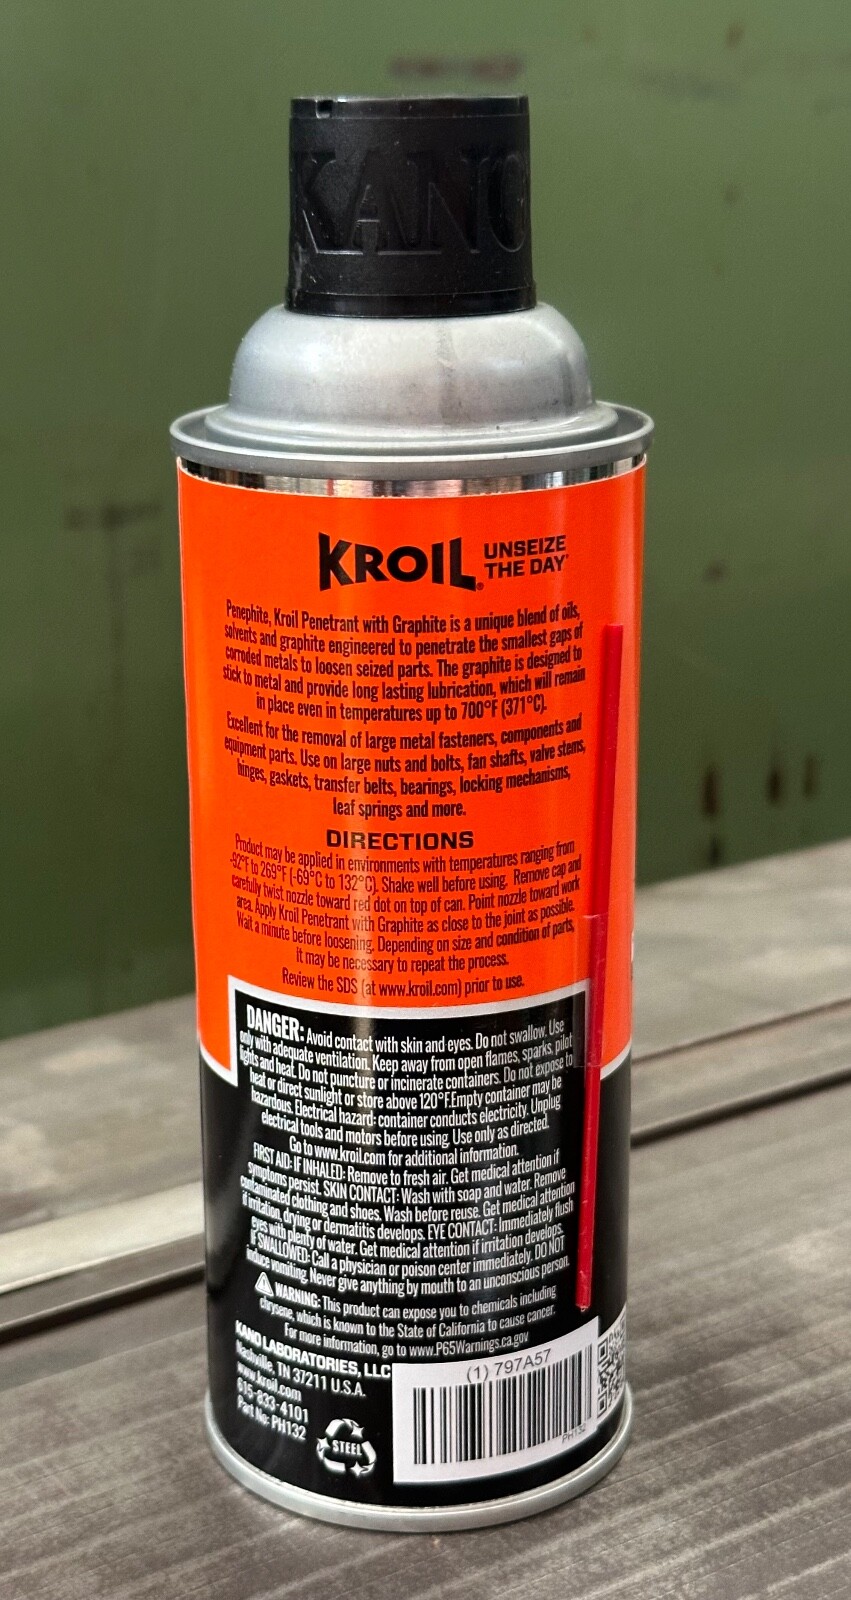 KANO
KROIL® UNSEIZE
THE DAY
Penephite, Kroil Penetrant with Graphite is a unique blend of oils,
solvents and graphite engineered to penetrate the smallest gaps of
corroded metals to loosen seized parts. The graphite is designed to
stick to metal and provide long lasting lubrication, which will remain
in place even in temperatures up to 700°F (371°C).
Excellent for the removal of large metal fasteners, components and
equipment parts. Use on large nuts and bolts, fan shafts, valve stems,
hinges, gaskets, transfer belts, bearings, locking mechanisms,
leaf springs and more.
DIRECTIONS
Product may be applied in environments with temperatures ranging from
-92°F to 269°F (-69°C to 132°C). Shake well before using. Remove cap and
carefully twist nozzle toward red dot on top of can. Point nozzle toward work
area. Apply Kroil Penetrant with Graphite as close to the joint as possible.
Wait a minute before loosening. Depending on size and condition of parts,
it may be necessary to repeat the process.
Review the SDS (at www.kroil.com) prior to use.
DANGER: Avoid contact with skin and eyes. Do not swallow. Use
only with adequate ventilation. Keep away from open flames, sparks, pilot
lights and heat. Do not puncture or incinerate containers. Do not expose to
heat or direct sunlight or store above 120°F.Empty container may be
hazardous. Electrical hazard: container conducts electricity. Unplug
electrical tools and motors before using. Use only as directed.
Go to www.kroil.com for additional information.
FIRST AID: IF INHALED: Remove to fresh air. Get medical attention if
symptoms persist. SKIN CONTACT: Wash with soap and water. Remove
contaminated clothing and shoes. Wash before reuse. Get medical attention
if irritation, drying or dermatitis develops. EYE CONTACT: Immediately flush
eyes with plenty of water. Get medical attention if irritation develops.
IF SWALLOWED: Call a physician or poison center immediately. DO NOT
induce vomiting. Never give anything by mouth to an unconscious person.
WARNING: This product can expose you to chemicals including
chrysene, which is known to the State of California to cause cancer.
For more information, go to www.P65Warnings.ca.gov
KANO LABORATORIES, LLC
Nashville, TN 37211 U.S.A.
www.kroil.com
615-833-4101
Part No: PH132
STEEL
(1) 797A57
PH132